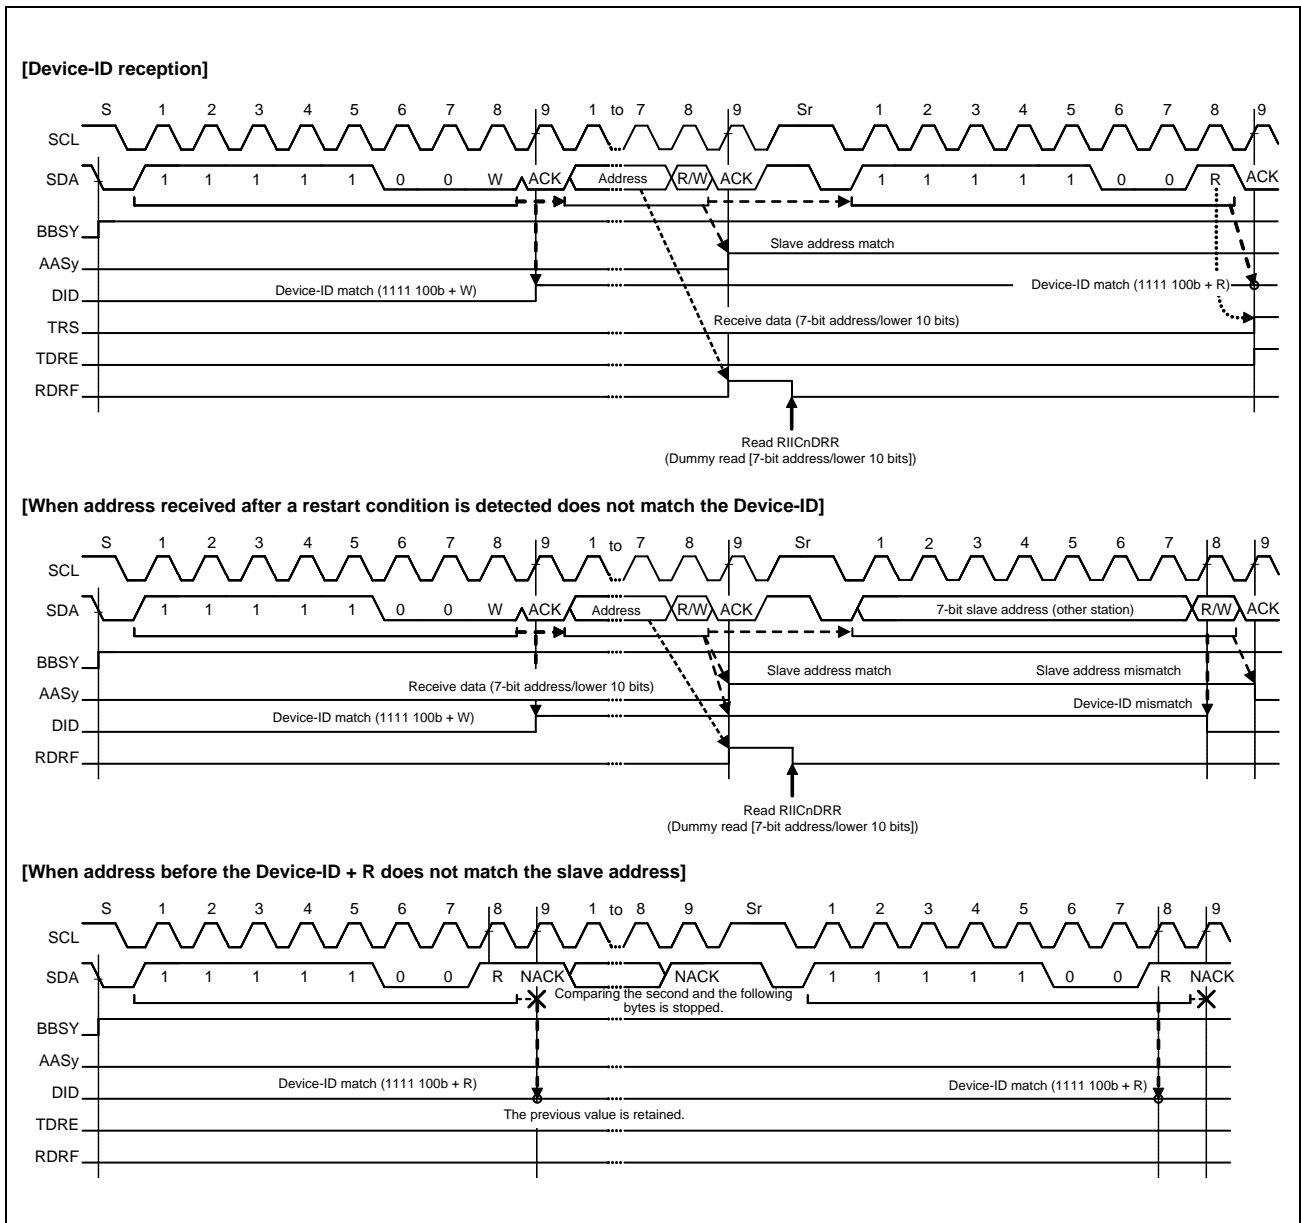 [Device-ID reception]
S 1 2 3 4 5 6 7 8 9 1 to 7 8 9 Sr 1 2 3 4 5 6 7 8 9
SCL
SDA 1 1 1 1 1 0 0 W ACK Address R/W ACK 1 1 1 1 1 0 0 R ACK
BBSY
Slave address match
AASy
Device-ID match (1111 100b + W) Device-ID match (1111 100b + R)
DID
TRS
Receive data (7-bit address/lower 10 bits)
TDRE
RDRF
Read RIICnDRR
(Dummy read [7-bit address/lower 10 bits])
[When address received after a restart condition is detected does not match the Device-ID]
S 1 2 3 4 5 6 7 8 9 1 to 7 8 9 Sr 1 2 3 4 5 6 7 8 9
SCL
SDA 1 1 1 1 1 0 0 W ACK Address R/W ACK 7-bit slave address (other station) R/W ACK
BBSY
Slave address match Slave address mismatch
AASy
Receive data (7-bit address/lower 10 bits)
Device-ID mismatch
DID
Device-ID match (1111 100b + W)
RDRF
Read RIICnDRR
(Dummy read [7-bit address/lower 10 bits])
[When address before the Device-ID + R does not match the slave address]
S 1 2 3 4 5 6 7 8 9 1 to 8 9 Sr 1 2 3 4 5 6 7 8 9
SCL
SDA 1 1 1 1 1 0 0 R NACK NACK 1 1 1 1 1 0 0 R NACK
Comparing the second and the following
bytes is stopped.
BBSY
AASy
Device-ID match (1111 100b + R) Device-ID match (1111 100b + R)
DID
The previous value is retained.
TDRE
RDRF